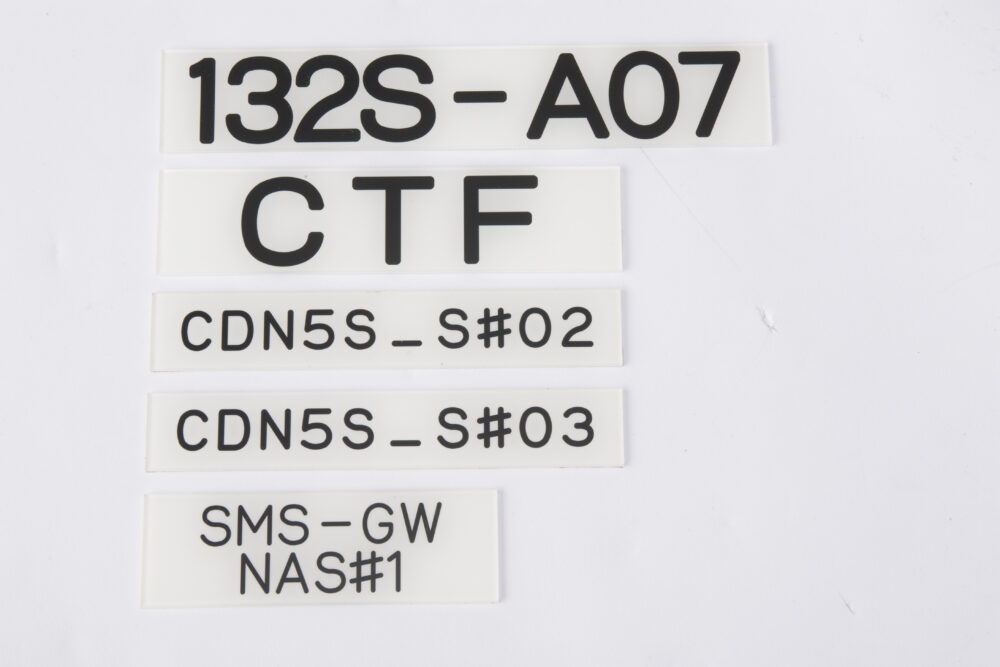 132S-A07
CTF
CDN5S_S#02
CDN5S_S#03
SMS-GW
NAS#1